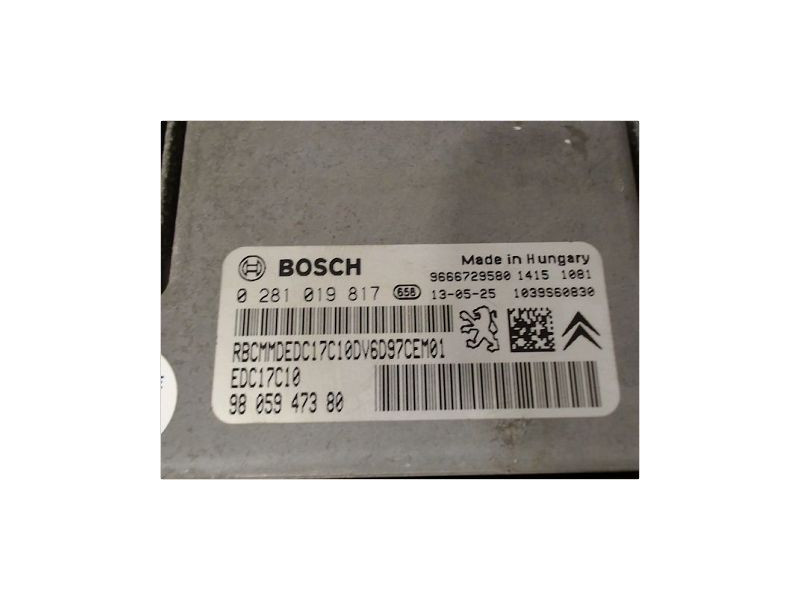 BOSCH
Made in Hungary
9666729580 1415 1081
0 281 019 817 658 13-05-25 1039S60830
RBCMMDEDC17C10DV6D97CEM01
EDC17C10
98 059 473 80